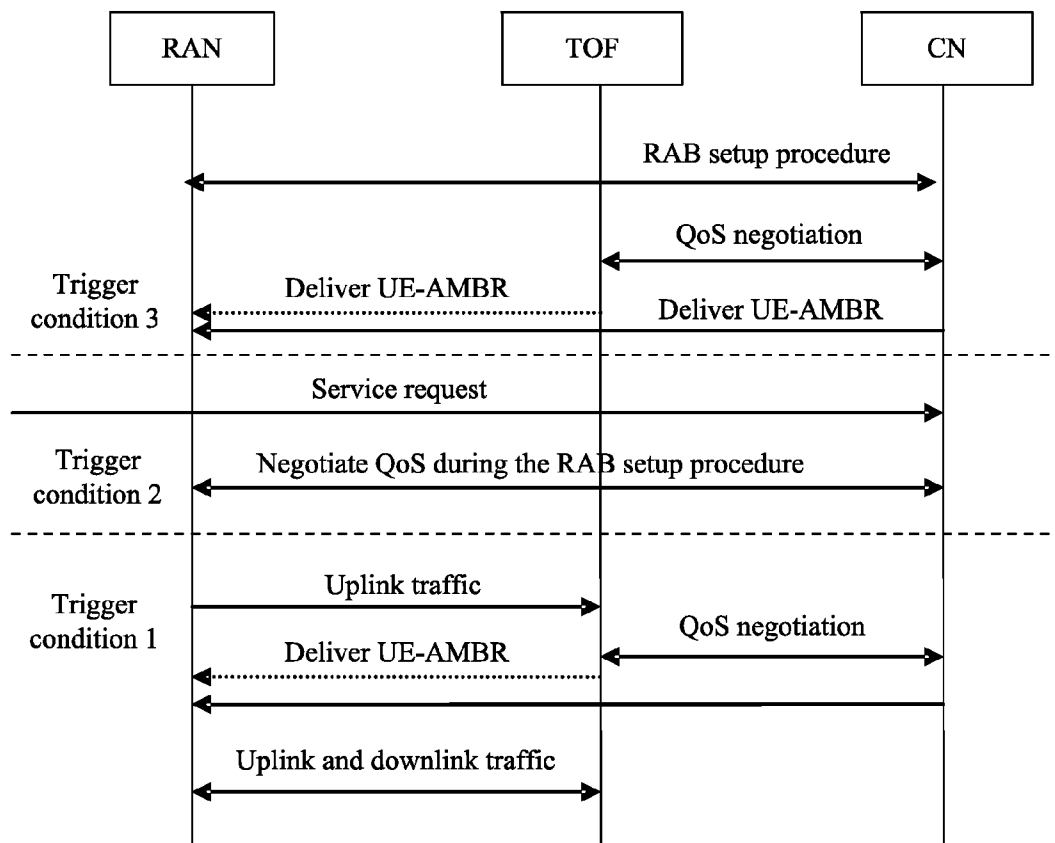 RAN
TOF
CN
RAB setup procedure
QoS negotiation
Trigger
condition 3
Deliver UE-AMBR
Deliver UE-AMBR
Service request
Trigger
condition 2
Negotiate QoS during the RAB setup procedure
Uplink traffic
Trigger
condition 1
QoS negotiation
Deliver UE-AMBR
Uplink and downlink traffic